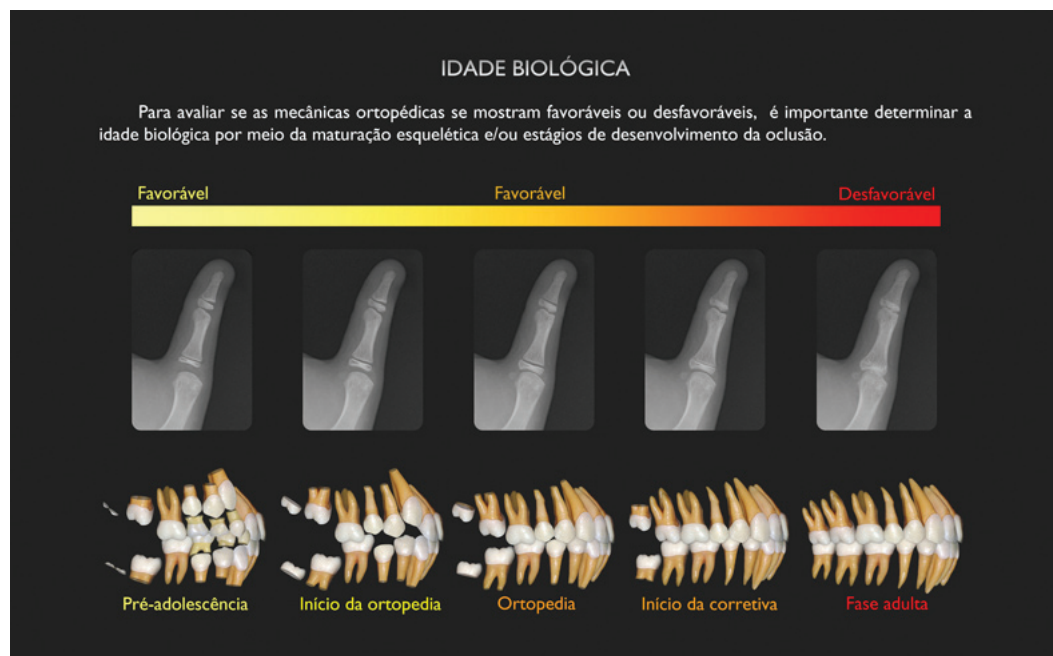 IDADE BIOLÓGICA
Para avaliar se as mecânicas ortopédicas se mostram favoráveis ou desfavoráveis, é importante determinar a
idade biológica por meio da maturação esquelética e/ou estágios de desenvolvimento da oclusão.
Favorável Favorável Desfavorável
Pré-adolescência Início da ortopedia Ortopedia Início da corretiva Fase adulta